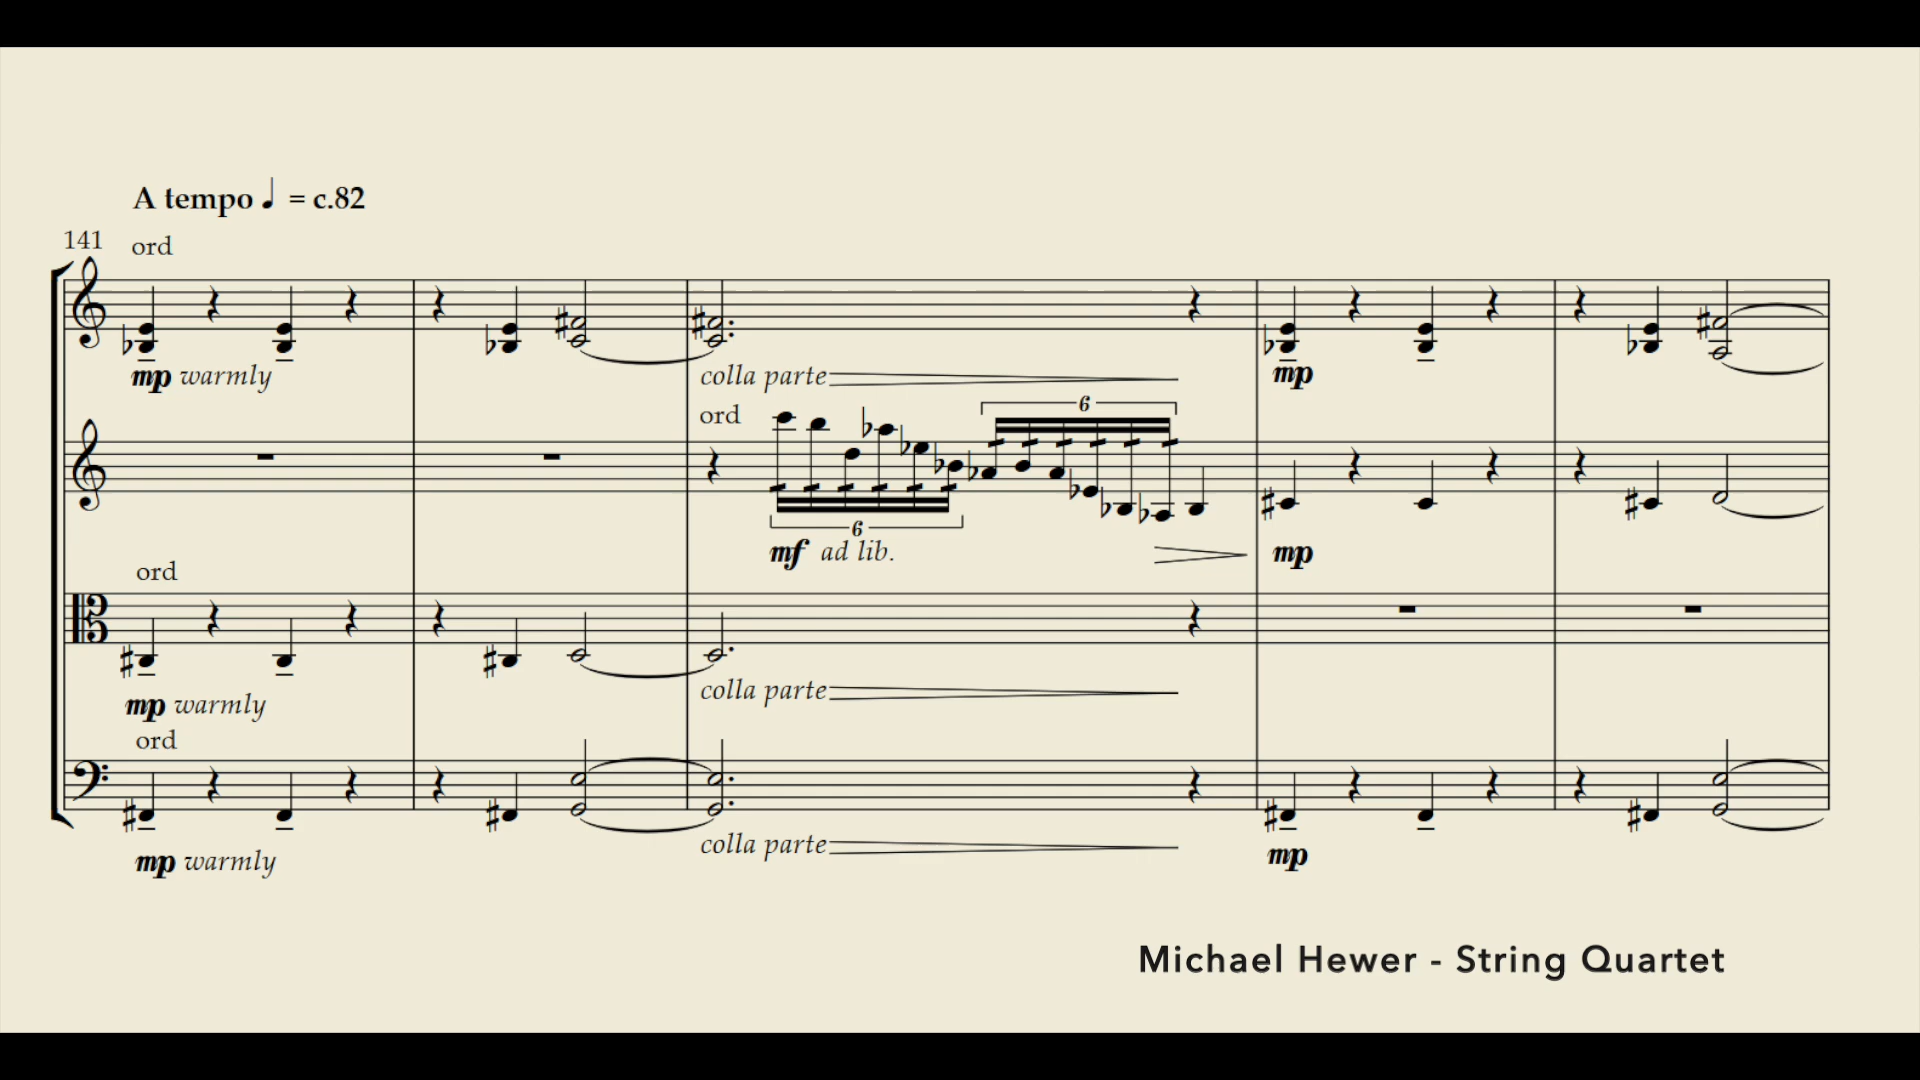 A tempo ♩ = c.82
141 ord
mp warmly
colla parte
mp
ord
6
6
mf ad lib.
mp
ord
mp warmly
colla parte
ord
mp warmly
colla parte
mp
Michael Hewer - String Quartet